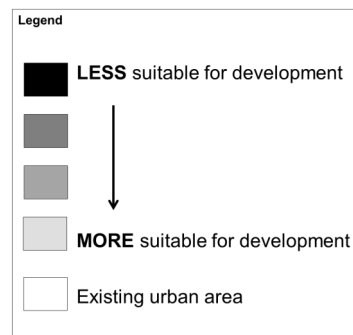 Legend
LESS suitable for development
MORE suitable for development
Existing urban area